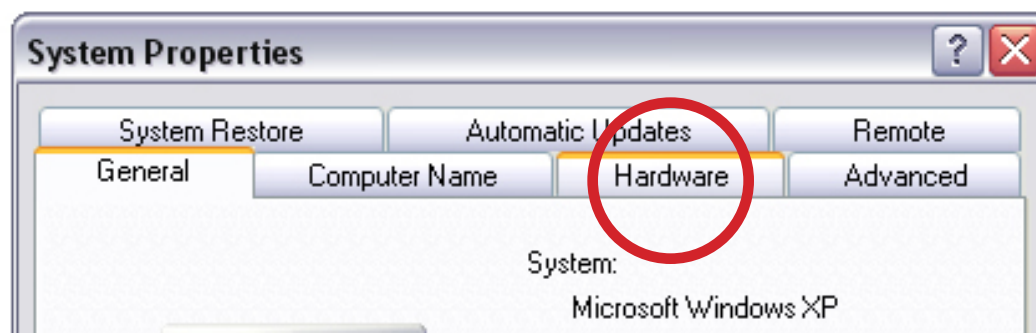 System Properties
System Restore Automatic Updates Remote
General Computer Name Hardware Advanced
System:
Microsoft Windows XP